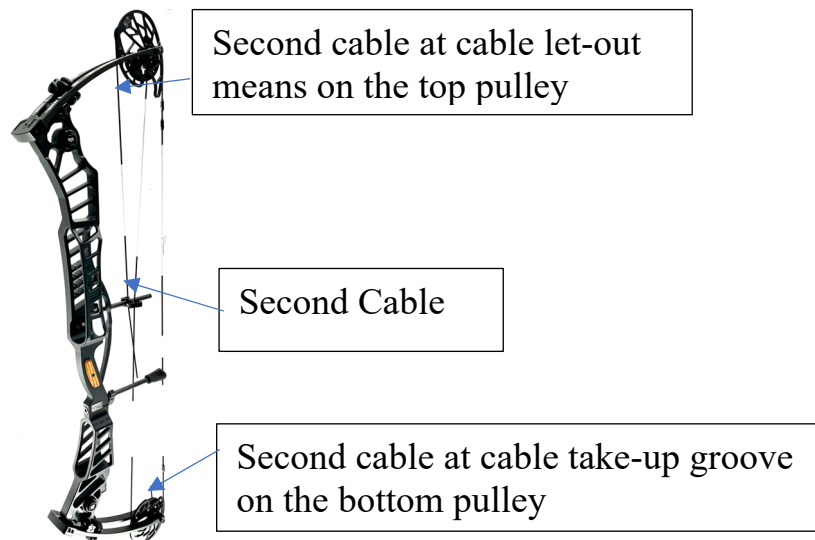 Second cable at cable let-out
means on the top pulley
Second Cable
Second cable at cable take-up groove
on the bottom pulley